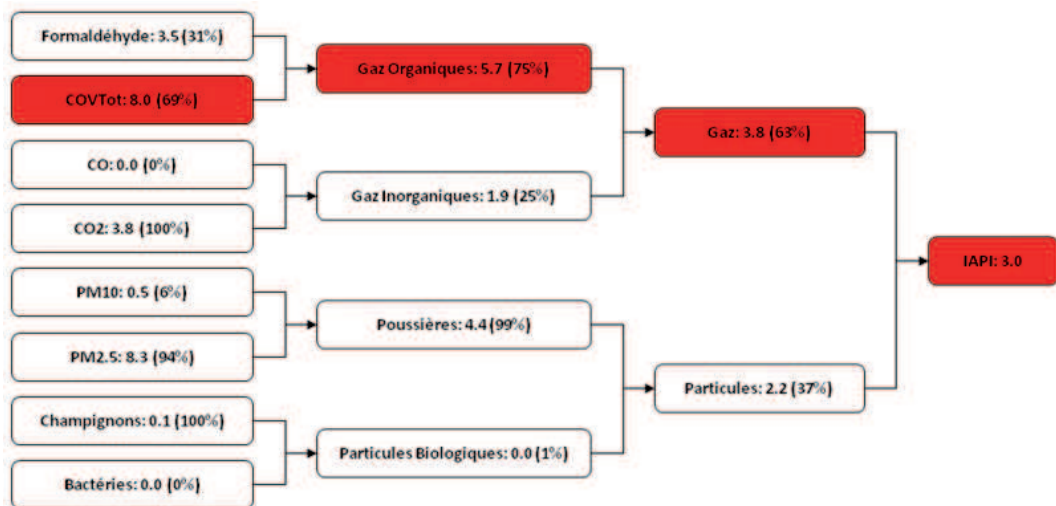 Formaldéhyde: 3.5 (31%)
COVTot: 8.0 (69%)
CO: 0.0 (0%)
CO2: 3.8 (100%)
PM10: 0.5 (6%)
PM2.5: 8.3 (94%)
Champignons: 0.1 (100%)
Bactéries: 0.0 (0%)
Gaz Organiques: 5.7 (75%)
Gaz Inorganiques: 1.9 (25%)
Poussières: 4.4 (99%)
Particules Biologiques: 0.0 (1%)
Gaz: 3.8 (63%)
Particules: 2.2 (37%)
IAPI: 3.0